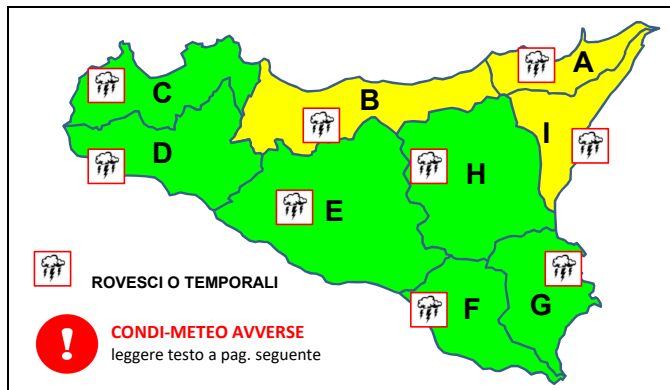 A
B
C
I
D
H
E
F
G
ROVESCI O TEMPORALI
CONDI-METEO AVVERSE
leggere testo a pag. seguente